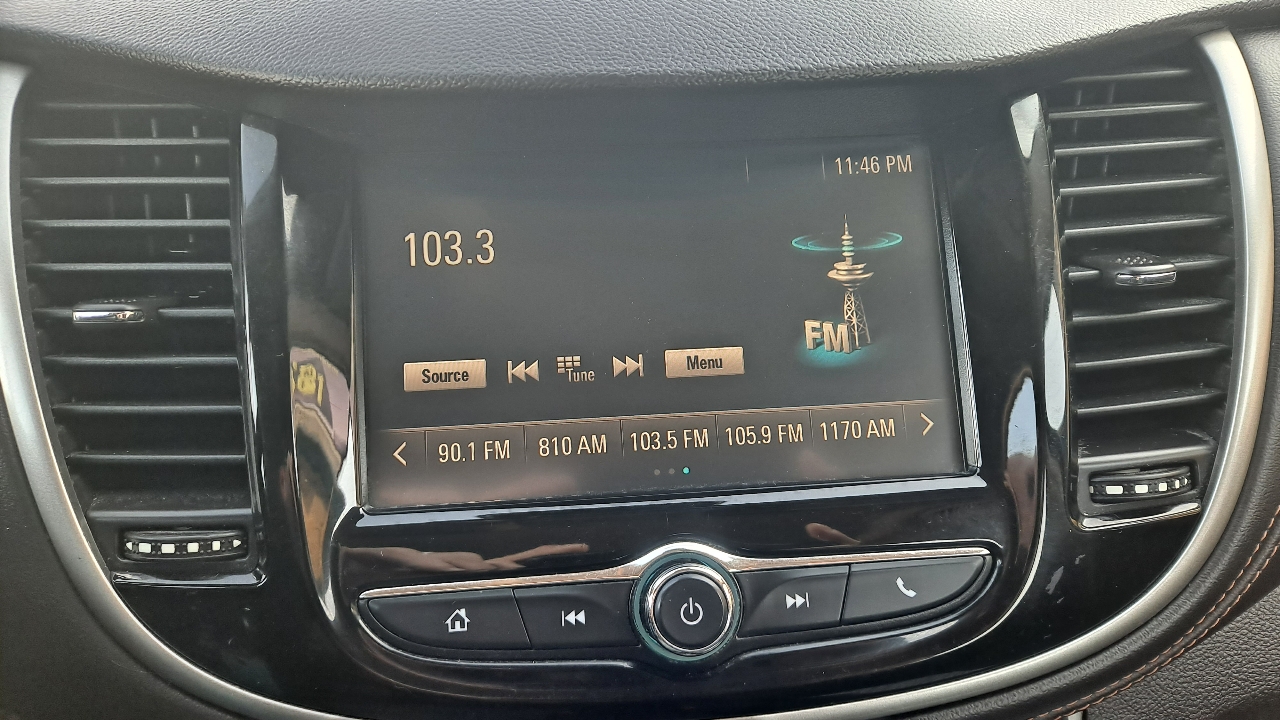 11:46 PM
103.3
FM
Source Tune Menu
90.1 FM 810 AM 103.5 FM 105.9 FM 1170 AM